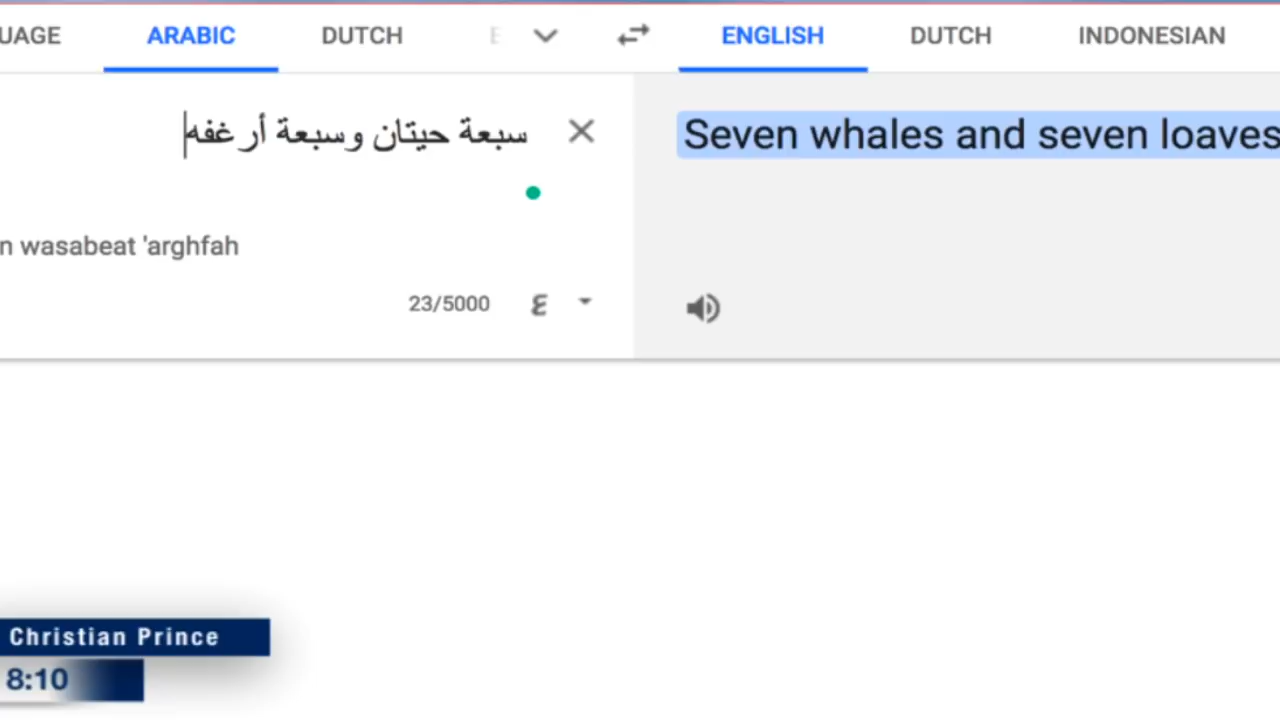 UAGE ARABIC DUTCH E ENGLISH DUTCH INDONESIAN
سبعة حيتان وسبعة أرغفه
Seven whales and seven loaves
n wasabeat 'arghfah
23/5000 ع
Christian Prince
8:10